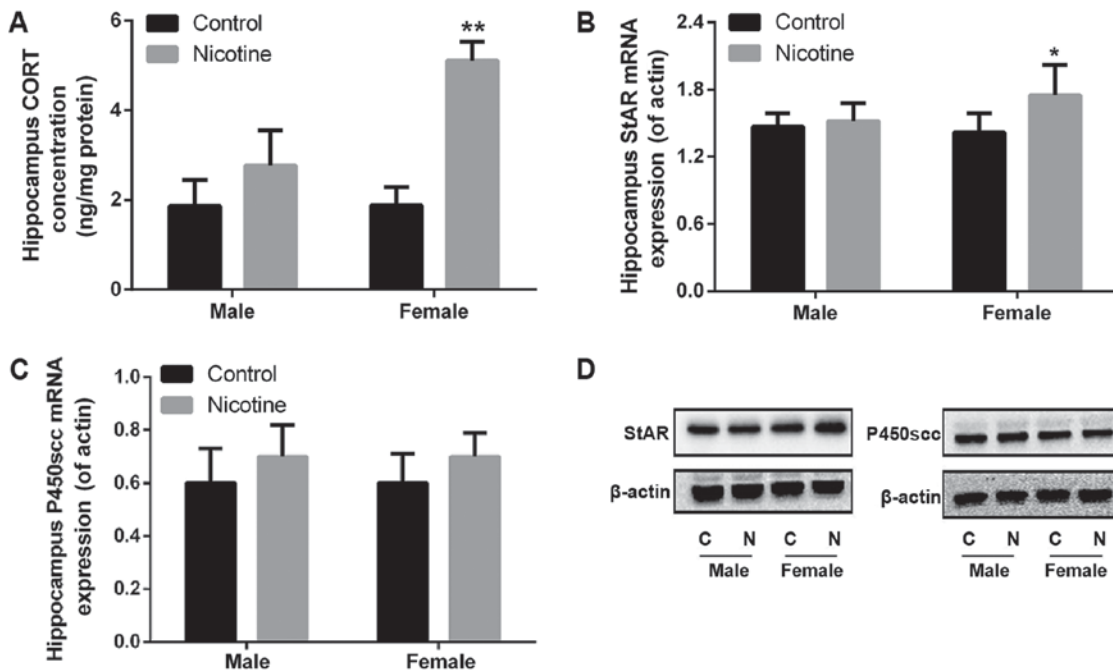 A
Hippocampus CORT
concentration
(ng/mg protein)
6
4
2
0
Control
Nicotine
**
Male
Female
B
Hippocampus StAR mRNA
expression (of actin)
2.4
1.8
1.2
0.6
0.0
Control
Nicotine
*
Male
Female
C
Hippocampus P450scc mRNA
expression (of actin)
1.0
0.8
0.6
0.4
0.2
0.0
Control
Nicotine
Male
Female
D
StAR
β-actin
C N C N
Male Female
P450scc
β-actin
C N C N
Male Female